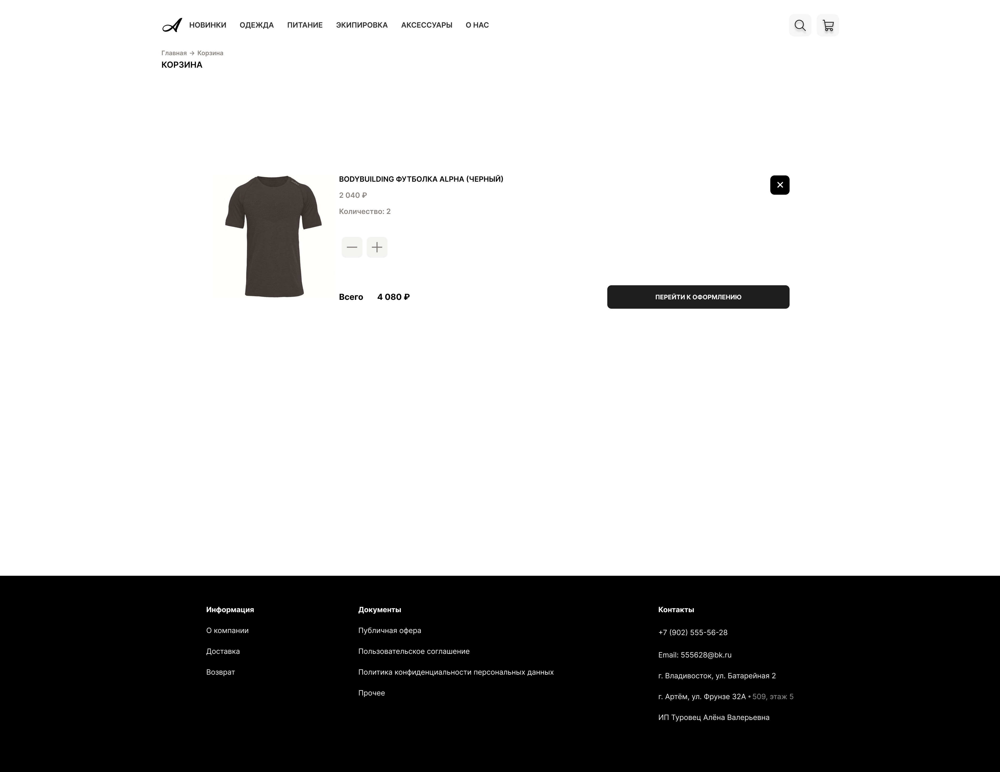 НОВИНКИ ОДЕЖДА ПИТАНИЕ ЭКИПИРОВКА АКСЕССУАРЫ О НАС
Главная → Корзина
КОРЗИНА
BODYBUILDING ФУТБОЛКА ALPHA (ЧЕРНЫЙ)
2 040 ₽
Количество: 2
Всего 4 080 ₽
ПЕРЕЙТИ К ОФОРМЛЕНИЮ
Информация
О компании
Доставка
Возврат
Документы
Публичная офера
Пользовательское соглашение
Политика конфиденциальности персональных данных
Прочее
Контакты
+7 (902) 555-56-28
Email: 555628@bk.ru
г. Владивосток, ул. Батарейная 2
г. Артём, ул. Фрунзе 32А • 509, этаж 5
ИП Туровец Алёна Валерьевна